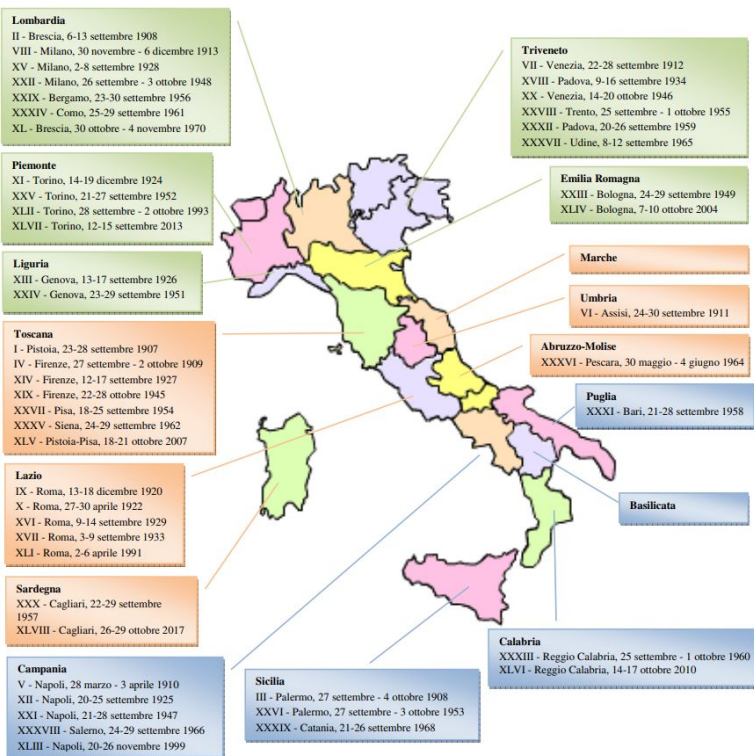 Lombardia
II - Brescia, 6-13 settembre 1908
VIII - Milano, 30 novembre - 6 dicembre 1913
XV - Milano, 2-8 settembre 1928
XXII - Milano, 26 settembre - 3 ottobre 1948
XXIX - Bergamo, 23-30 settembre 1956
XXXIV - Como, 25-29 settembre 1961
XL - Brescia, 30 ottobre - 4 novembre 1970
Triveneto
VII - Venezia, 22-28 settembre 1912
XVIII - Padova, 9-16 settembre 1934
XX - Venezia, 14-20 ottobre 1946
XXVIII - Trento, 25 settembre - 1 ottobre 1955
XXXII - Padova, 20-26 settembre 1959
XXXVII - Udine, 8-12 settembre 1965
Piemonte
XI - Torino, 14-19 dicembre 1924
XXV - Torino, 21-27 settembre 1952
XLII - Torino, 28 settembre - 2 ottobre 1993
XLVII - Torino, 12-15 settembre 2013
Emilia Romagna
XXIII - Bologna, 24-29 settembre 1949
XLIV - Bologna, 7-10 ottobre 2004
Liguria
XIII - Genova, 13-17 settembre 1926
XXIV - Genova, 23-29 settembre 1951
Marche
Umbria
VI - Assisi, 24-30 settembre 1911
Toscana
I - Pistoia, 23-28 settembre 1907
IV - Firenze, 27 settembre - 2 ottobre 1909
XIV - Firenze, 12-17 settembre 1927
XIX - Firenze, 22-28 ottobre 1945
XXVII - Pisa, 18-25 settembre 1954
XXXV - Siena, 24-29 settembre 1962
XLV - Pistoia-Pisa, 18-21 ottobre 2007
Abruzzo-Molise
XXXVI - Pescara, 30 maggio - 4 giugno 1964
Puglia
XXXI - Bari, 21-28 settembre 1958
Lazio
IX - Roma, 13-18 dicembre 1920
X - Roma, 27-30 aprile 1922
XVI - Roma, 9-14 settembre 1929
XVII - Roma, 3-9 settembre 1933
XLI - Roma, 2-6 aprile 1991
Basilicata
Sardegna
XXX - Cagliari, 22-29 settembre
1957
XLVIII - Cagliari, 26-29 ottobre 2017
Calabria
XXXIII - Reggio Calabria, 25 settembre - 1 ottobre 1960
XLVI - Reggio Calabria, 14-17 ottobre 2010
Campania
V - Napoli, 28 marzo - 3 aprile 1910
XII - Napoli, 20-25 settembre 1925
XXI - Napoli, 21-28 settembre 1947
XXXVIII - Salerno, 24-29 settembre 1966
XLIII - Napoli, 20-26 novembre 1999
Sicilia
III - Palermo, 27 settembre - 4 ottobre 1908
XXVI - Palermo, 27 settembre - 3 ottobre 1953
XXXIX - Catania, 21-26 settembre 1968